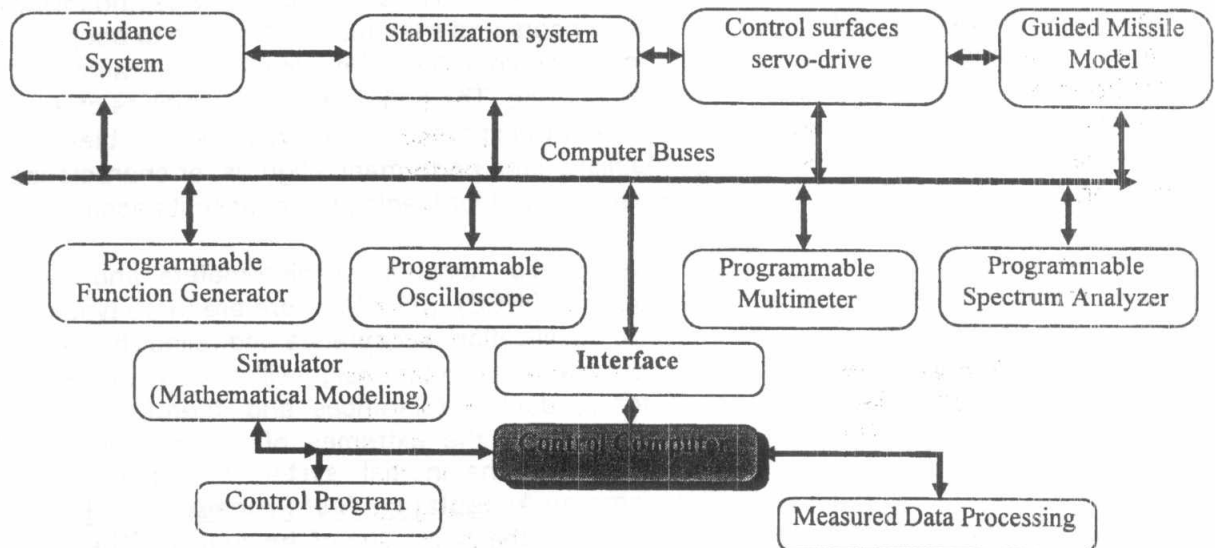 Guidance
System
Stabilization system
Control surfaces
servo-drive
Guided Missile
Model
Computer Buses
Programmable
Function Generator
Programmable
Oscilloscope
Programmable
Multimeter
Programmable
Spectrum Analyzer
Interface
Simulator
(Mathematical Modeling)
Control Computer
Control Program
Measured Data Processing